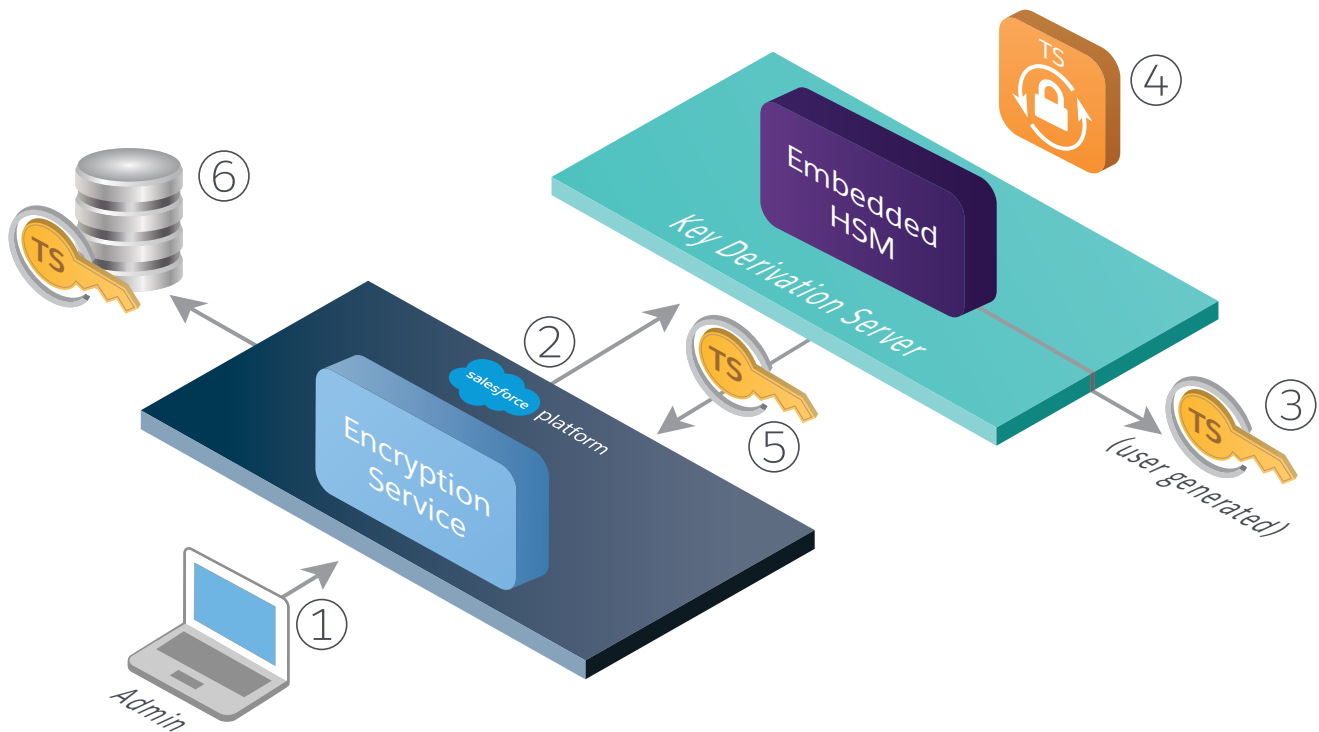 TS
4
6
Embedded
HSM
TS
Key Derivation Server
2
salesforce
platform
TS
3
TS
5
(user generated)
Encryption
Service
1
Admin